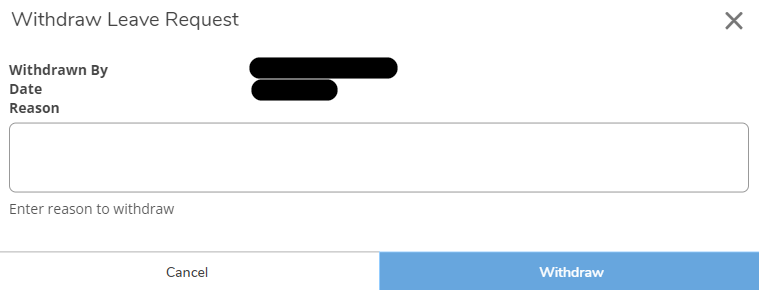 Withdraw Leave Request
Withdrawn By
Date
Reason
Enter reason to withdraw
Cancel Withdraw